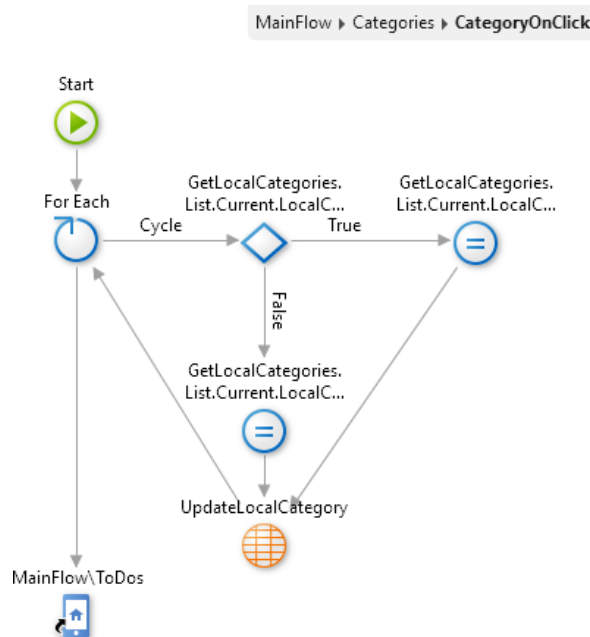 MainFlow Categories CategoryOnClick
Start
For Each
GetLocalCategories.
List.Current.LocalC...
GetLocalCategories.
List.Current.LocalC...
Cycle
True
False
GetLocalCategories.
List.Current.LocalC...
UpdateLocalCategory
MainFlow\ToDos